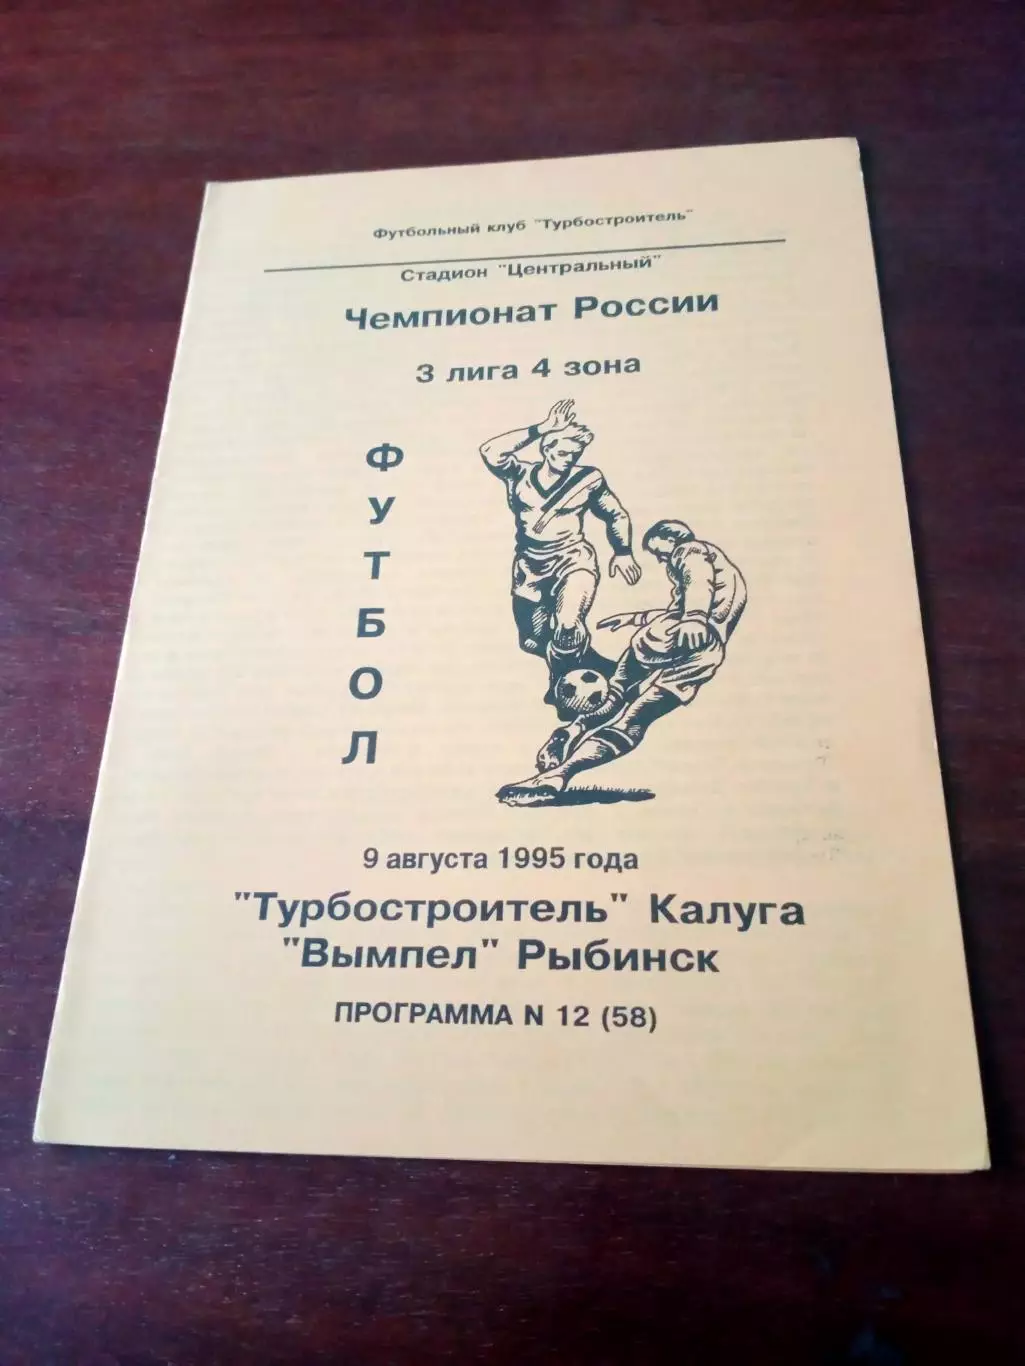 Футбольный клуб "Турбостроитель"
Стадион "Центральный"
Чемпионат России
3 лига 4 зона
ФУТБОЛ
9 августа 1995 года
"Турбостроитель" Калуга
"Вымпел" Рыбинск
ПРОГРАММА N 12 (58)